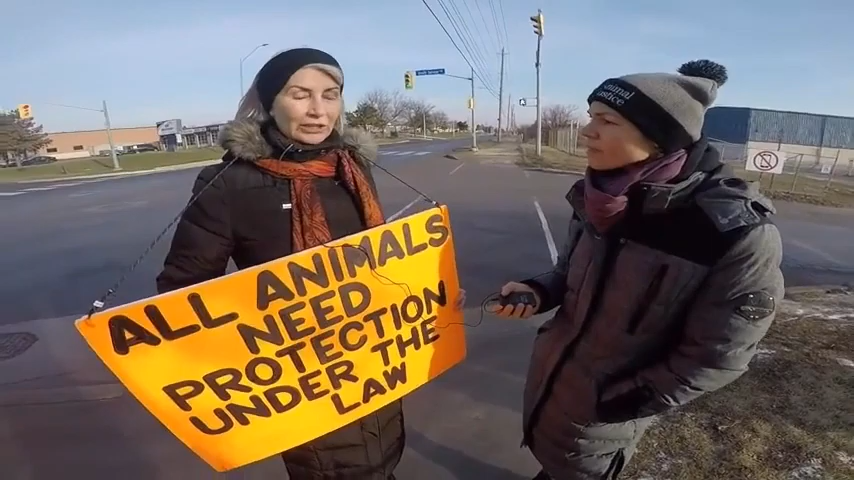 ALL ANIMALS
NEED
PROTECTION
UNDER THE
LAW
animal
justice